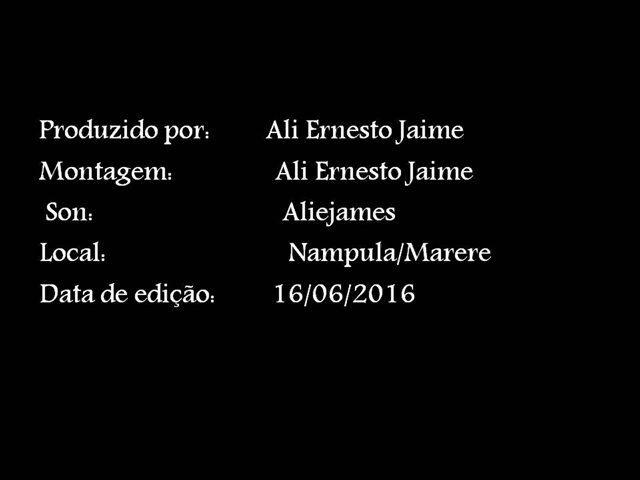 Produzido por: Ali Ernesto Jaime
Montagem: Ali Ernesto Jaime
Son: Aliejames
Local: Nampula/Marere
Data de edição: 16/06/2016